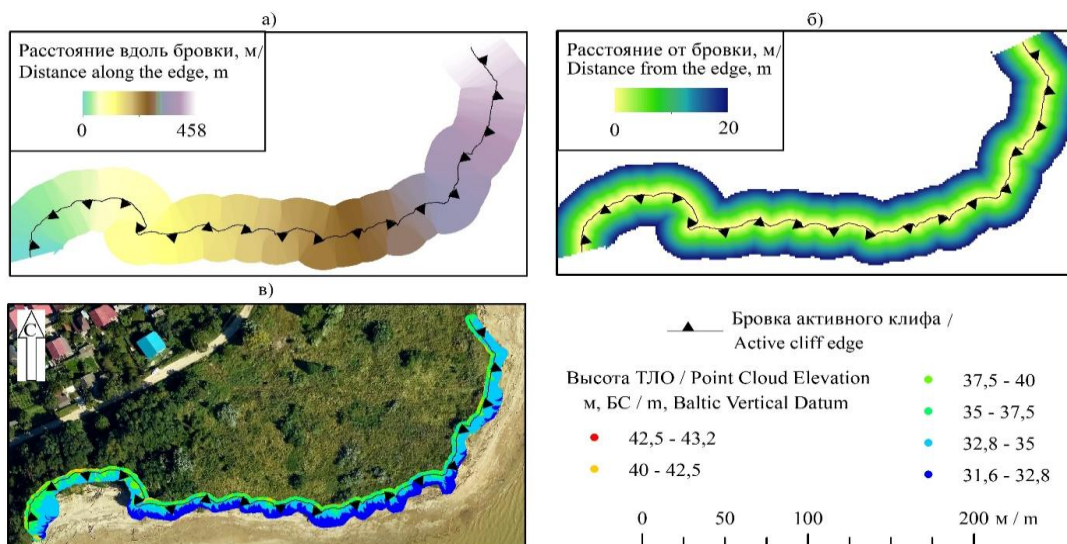 а)
Расстояние вдоль бровки, м/
Distance along the edge, m
0 458
б)
Расстояние от бровки, м/
Distance from the edge, m
0 20
в)
С
Бровка активного клифа /
Active cliff edge
Высота ТЛО / Point Cloud Elevation
м, БС / m, Baltic Vertical Datum
42,5 - 43,2
40 - 42,5
37,5 - 40
35 - 37,5
32,8 - 35
31,6 - 32,8
0 50 100 200 м / m